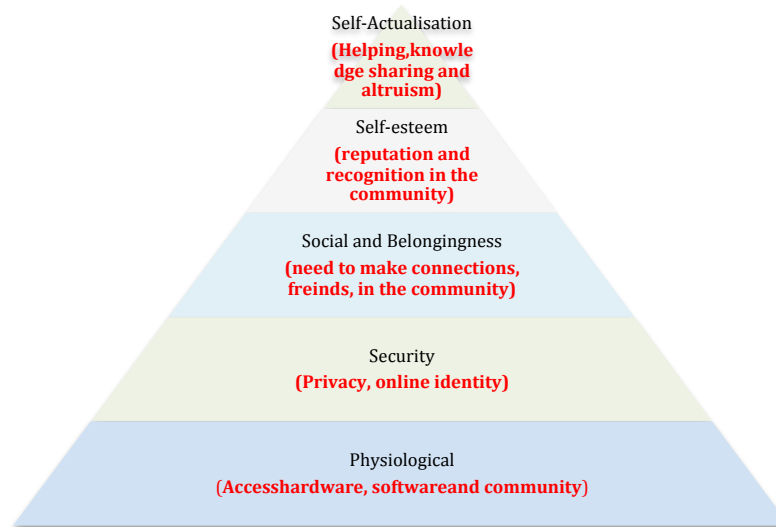 Self-Actualisation
(Helping,knowle
dge sharing and
altruism)
Self-esteem
(reputation and
recognition in the
community)
Social and Belongingness
(need to make connections,
freinds, in the community)
Security
(Privacy, online identity)
Physiological
(Accesshardware, softwareand community)